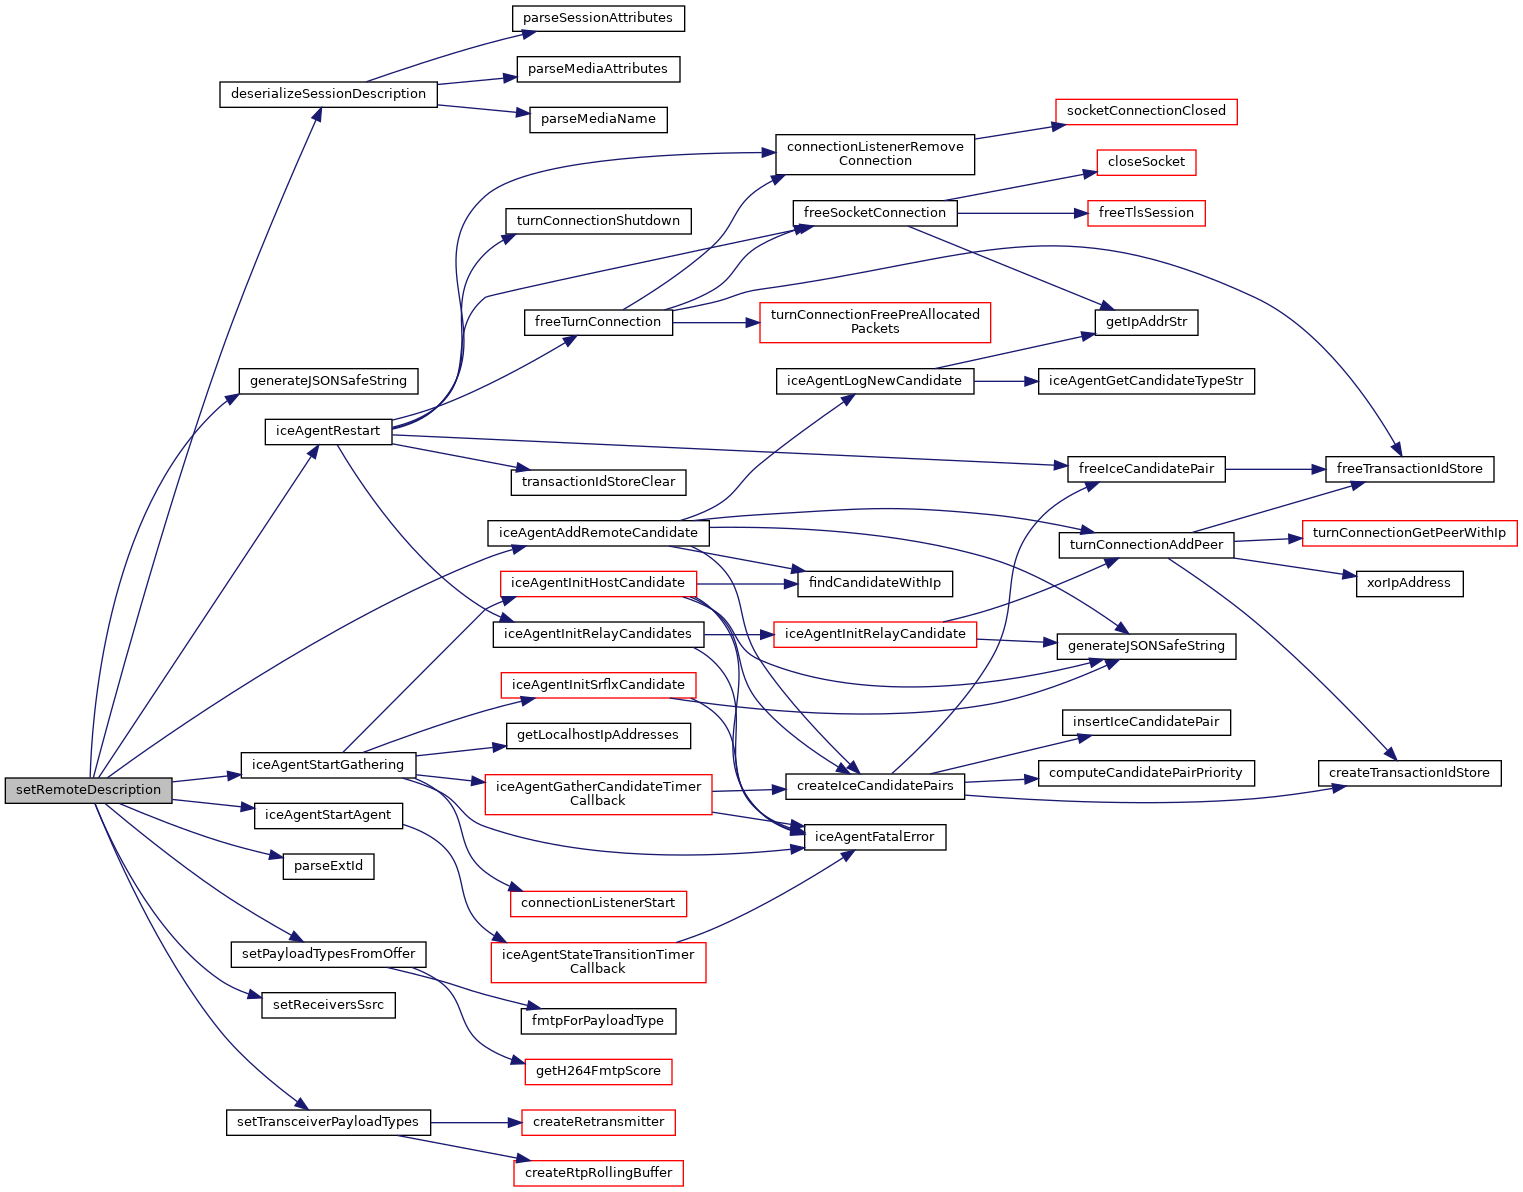 parseSessionAttributes
parseMediaAttributes
deserializeSessionDescription
parseMediaName
socketConnectionClosed
connectionListenerRemove
Connection
closeSocket
turnConnectionShutdown
freeSocketConnection
freeTlsSession
turnConnectionFreePreAllocated
Packets
freeTurnConnection
getIpAddrStr
generateJSONSafeString
iceAgentLogNewCandidate
iceAgentGetCandidateTypeStr
iceAgentRestart
freeIceCandidatePair
freeTransactionIdStore
transactionIdStoreClear
iceAgentAddRemoteCandidate
turnConnectionAddPeer
turnConnectionGetPeerWithIp
iceAgentInitHostCandidate
findCandidateWithIp
xorIpAddress
iceAgentInitRelayCandidates
iceAgentInitRelayCandidate
generateJSONSafeString
iceAgentInitSrflxCandidate
insertIceCandidatePair
getLocalhostIpAddresses
iceAgentStartGathering
computeCandidatePairPriority
createTransactionIdStore
setRemoteDescription
iceAgentGatherCandidateTimer
Callback
createIceCandidatePairs
iceAgentStartAgent
iceAgentFatalError
parseExtId
connectionListenerStart
setPayloadTypesFromOffer
iceAgentStateTransitionTimer
Callback
setReceiversSsrc
fmtpForPayloadType
getH264FmtpScore
setTransceiverPayloadTypes
createRetransmitter
createRtpRollingBuffer